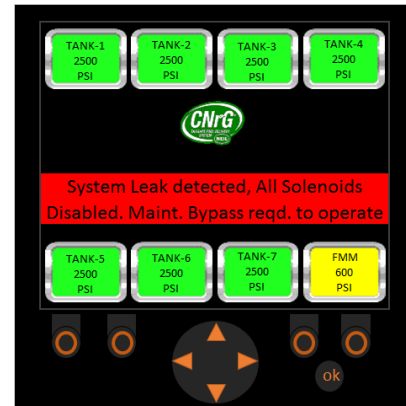 TANK-1
2500
PSI
TANK-2
2500
PSI
TANK-3
2500
PSI
TANK-4
2500
PSI
CNrG
System Leak detected, All Solenoids
Disabled. Maint. Bypass reqd. to operate
TANK-5
2500
PSI
TANK-6
2500
PSI
TANK-7
2500
PSI
FMM
600
PSI
ok